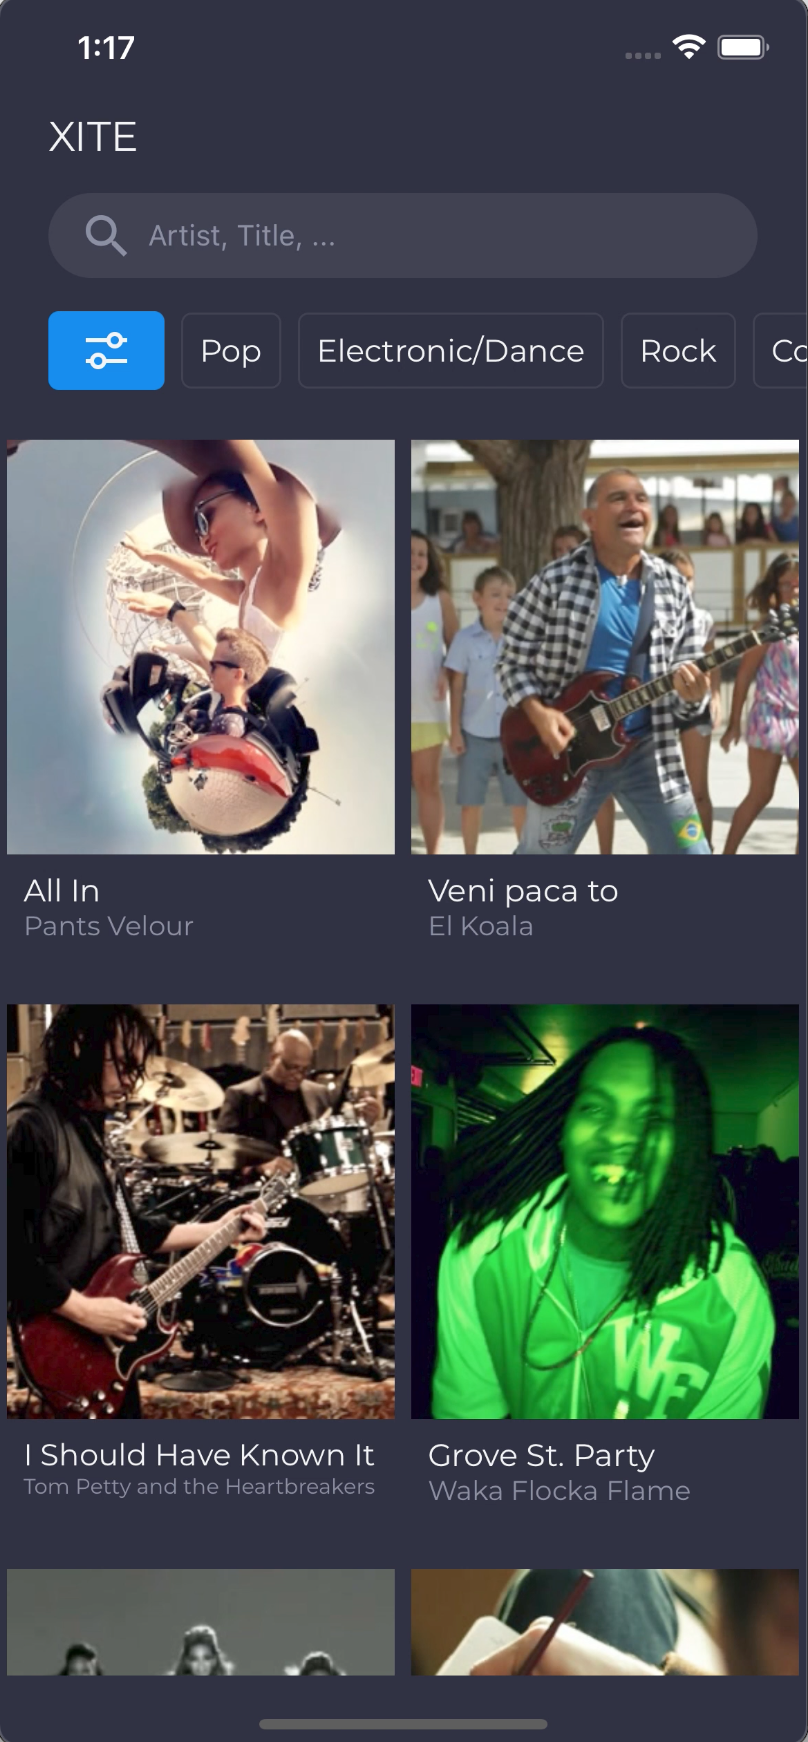 1:17
XITE
Artist, Title, ...
Pop
Electronic/Dance
Rock
Co
All In
Pants Velour
Veni paca to
El Koala
I Should Have Known It
Tom Petty and the Heartbreakers
Grove St. Party
Waka Flocka Flame
WF